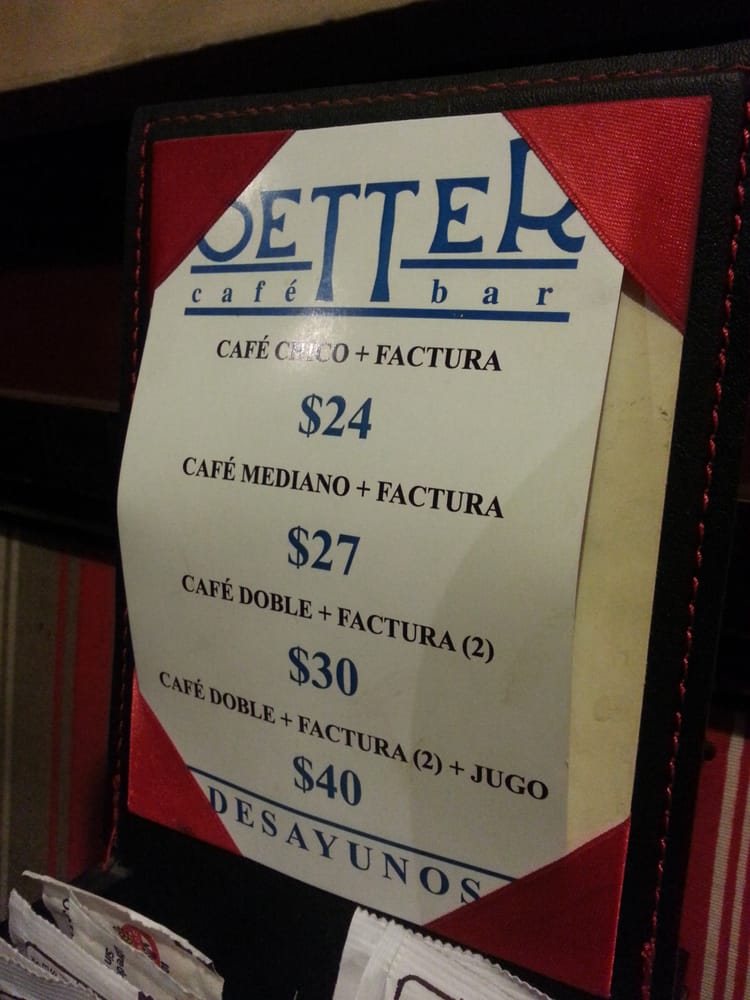 OETTER
café bar
CAFÉ CHICO + FACTURA
$24
CAFÉ MEDIANO + FACTURA
$27
CAFÉ DOBLE + FACTURA (2)
$30
CAFÉ DOBLE + FACTURA (2) + JUGO
$40
DESAYUNOS